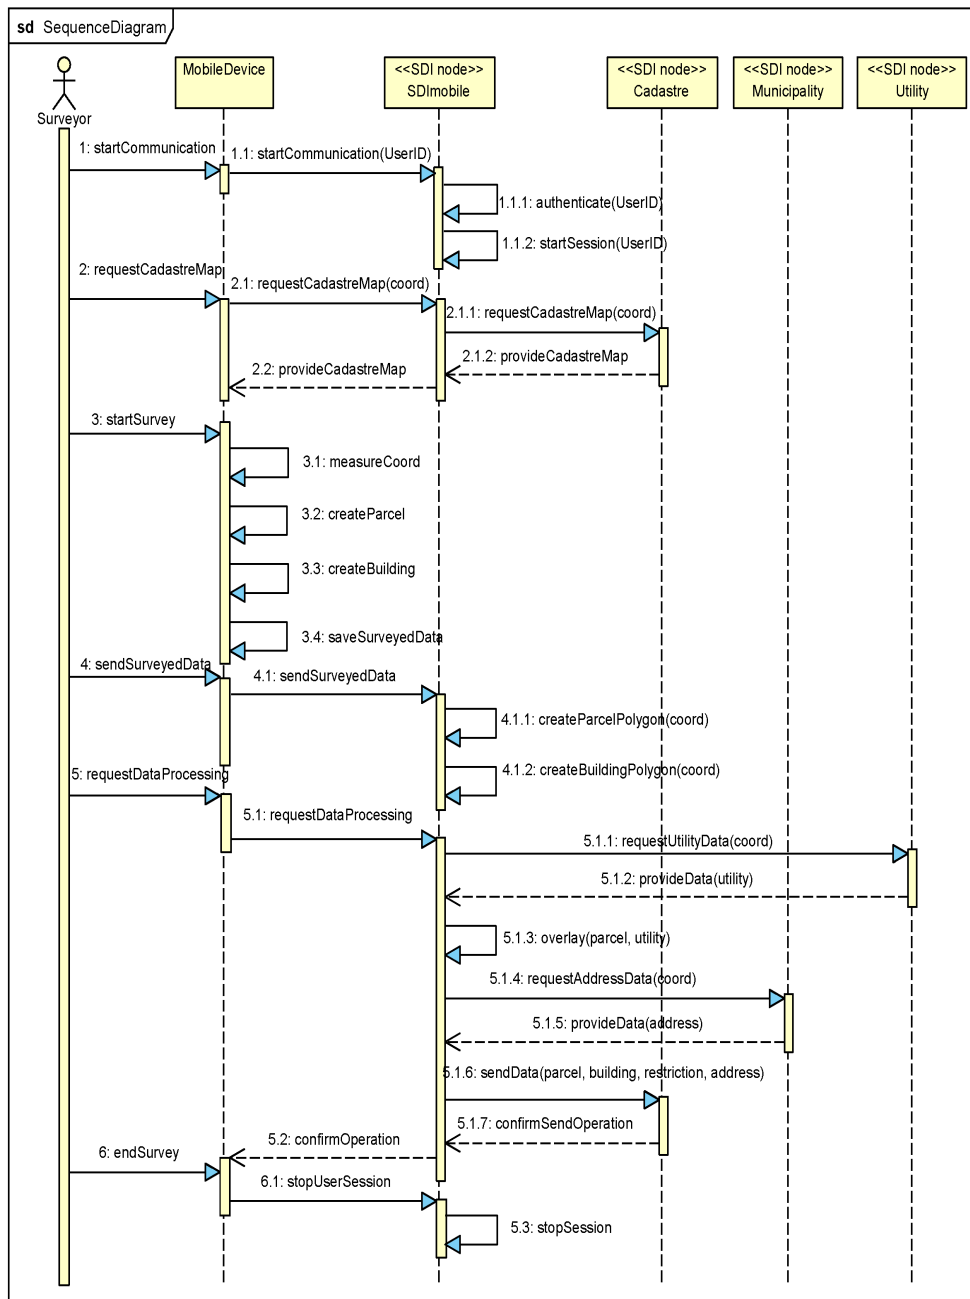 sd SequenceDiagram
MobileDevice
<<SDI node>>
SDImobile
<<SDI node>>
Cadastre
<<SDI node>>
Municipality
<<SDI node>>
Utility
Surveyor
1: startCommunication
1.1: startCommunication(UserID)
1.1.1: authenticate(UserID)
1.1.2: startSession(UserID)
2: requestCadastreMap
2.1: requestCadastreMap(coord)
2.1.1: requestCadastreMap(coord)
2.1.2: provideCadastreMap
2.2: provideCadastreMap
3: startSurvey
3.1: measureCoord
3.2: createParcel
3.3: createBuilding
3.4: saveSurveyedData
4: sendSurveyedData
4.1: sendSurveyedData
4.1.1: createParcelPolygon(coord)
4.1.2: createBuildingPolygon(coord)
5: requestDataProcessing
5.1: requestDataProcessing
5.1.1: requestUtilityData(coord)
5.1.2: provideData(utility)
5.1.3: overlay(parcel, utility)
5.1.4: requestAddressData(coord)
5.1.5: provideData(address)
5.1.6: sendData(parcel, building, restriction, address)
5.1.7: confirmSendOperation
5.2: confirmOperation
6: endSurvey
6.1: stopUserSession
5.3: stopSession